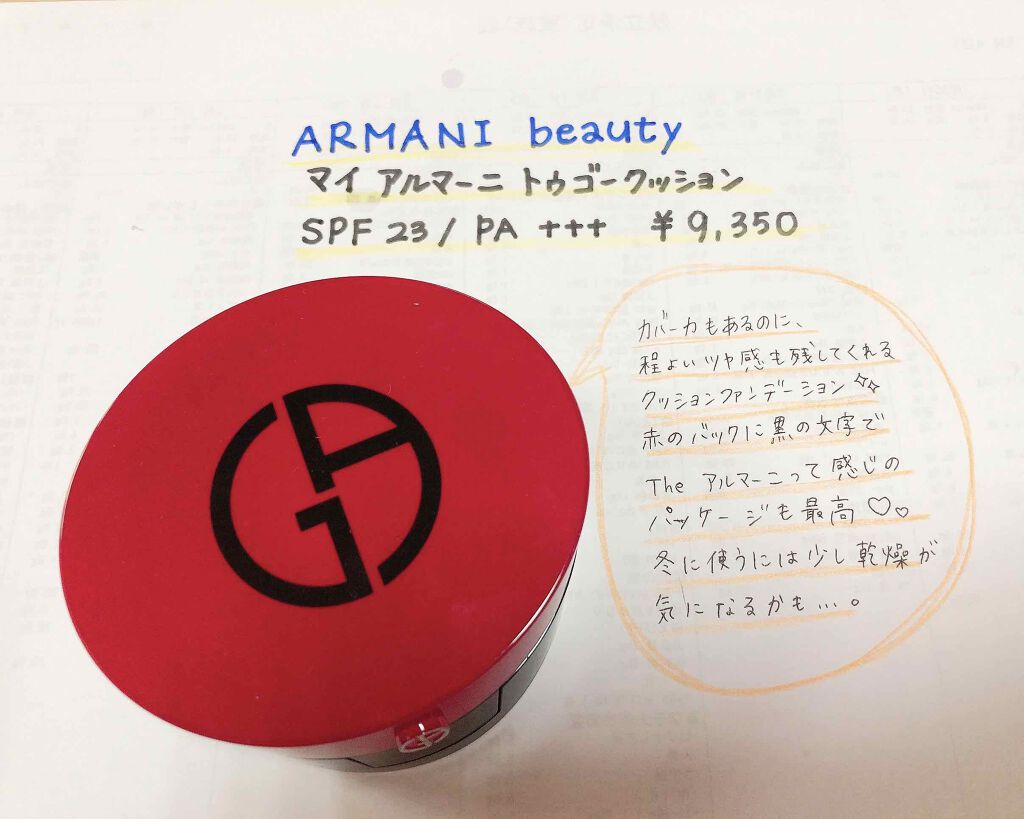 ARMANI beauty
マイ アルマーニ トゥゴークッション
SPF 23 / PA +++ ¥9,350
カバー力もあるのに、
程よいツヤ感も残してくれる
クッションファンデーション✧✧
赤のバックに黒の文字で
The アルマーニって感じの
パッケージも最高♡♡
冬に使うには少し乾燥が
気になるかも…。
GA